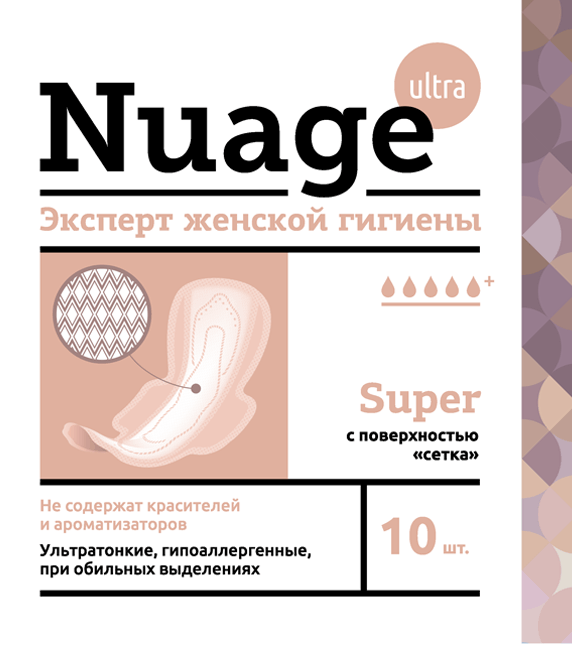 ultra
Nuage
Эксперт женской гигиены
+
Super
с поверхностью
«сетка»
Не содержат красителей
и ароматизаторов
Ультратонкие, гипоаллергенные,
при обильных выделениях
10 шт.